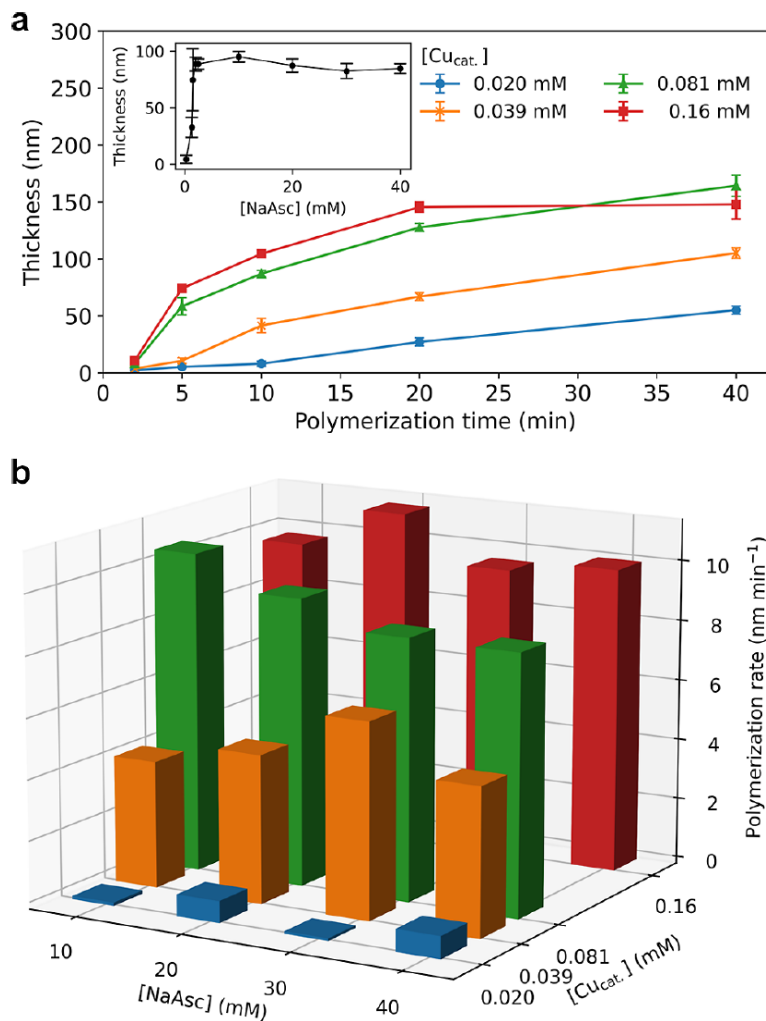 a
300
250
200
150
100
50
0
Thickness (nm)
0 5 10 15 20 25 30 35 40
Polymerization time (min)
100
50
0
Thickness (nm)
0 20 40
[NaAsc] (mM)
[Cucat.]
0.020 mM 0.081 mM
0.039 mM 0.16 mM
b
10
8
6
4
2
0
Polymerization rate (nm min⁻¹)
10
20
30
40
[NaAsc] (mM)
0.16
0.081
0.039
0.020
[Cucat.] (mM)